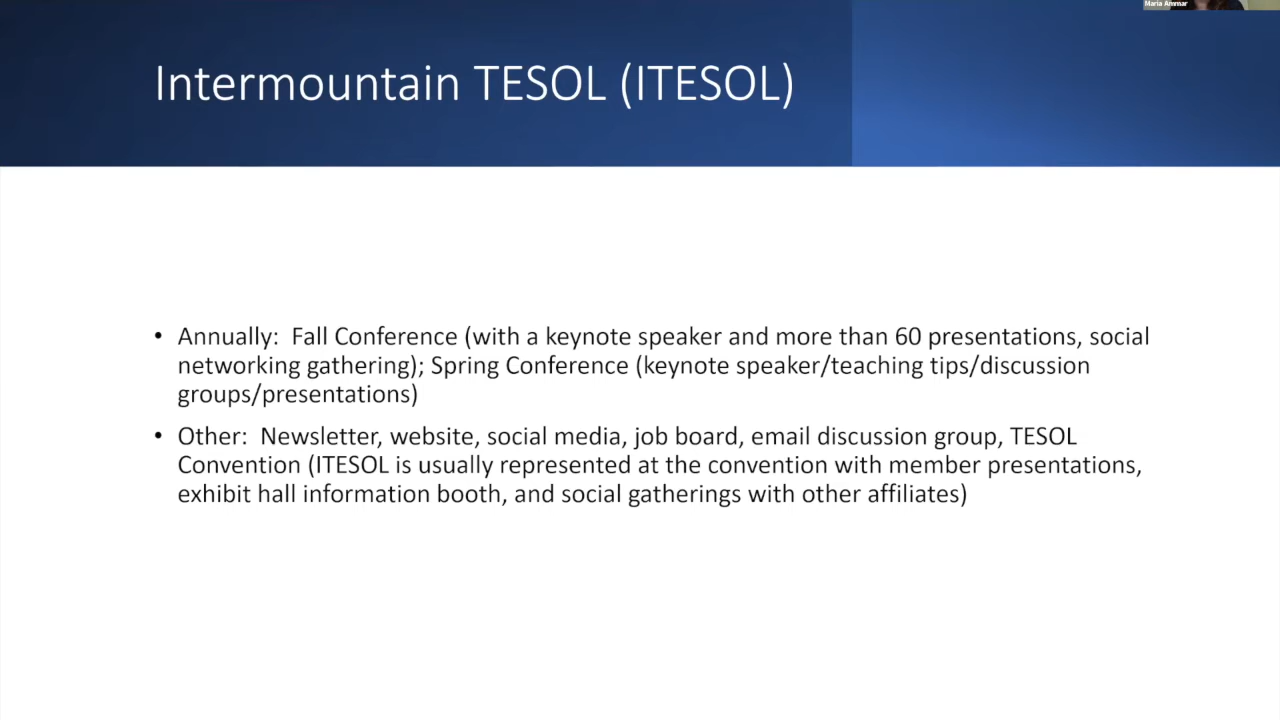 Maria Ammar
Intermountain TESOL (ITESOL)
• Annually:  Fall Conference (with a keynote speaker and more than 60 presentations, social
networking gathering); Spring Conference (keynote speaker/teaching tips/discussion
groups/presentations)
• Other:  Newsletter, website, social media, job board, email discussion group, TESOL
Convention (ITESOL is usually represented at the convention with member presentations,
exhibit hall information booth, and social gatherings with other affiliates)